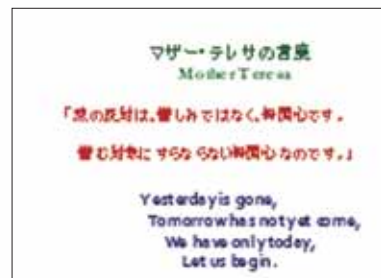 マザー・テレサの言葉
Mother Teresa
「愛の反対は、憎しみではなく、無関心です。
憎む対象に すらならない無関心なのです。」
Yesterday is gone,
Tomorrow has not yet come,
We have only today,
Let us begin.